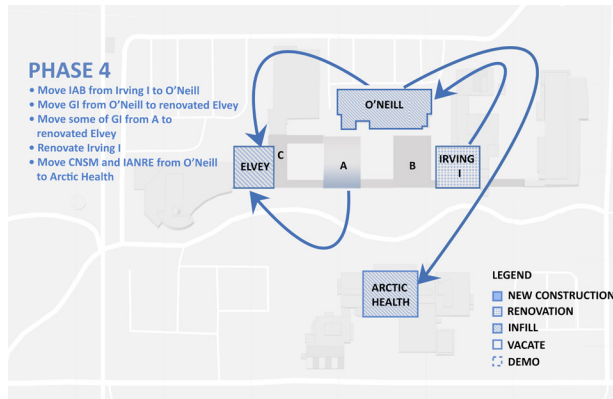 PHASE 4
• Move IAB from Irving I to O'Neill
• Move GI from O'Neill to renovated Elvey
• Move some of GI from A to
renovated Elvey
• Renovate Irving I
• Move CNSM and IANRE from O'Neill
to Arctic Health
O'NEILL
ELVEY
C
A
B
IRVING
I
ARCTIC
HEALTH
LEGEND
NEW CONSTRUCTION
RENOVATION
INFILL
VACATE
DEMO